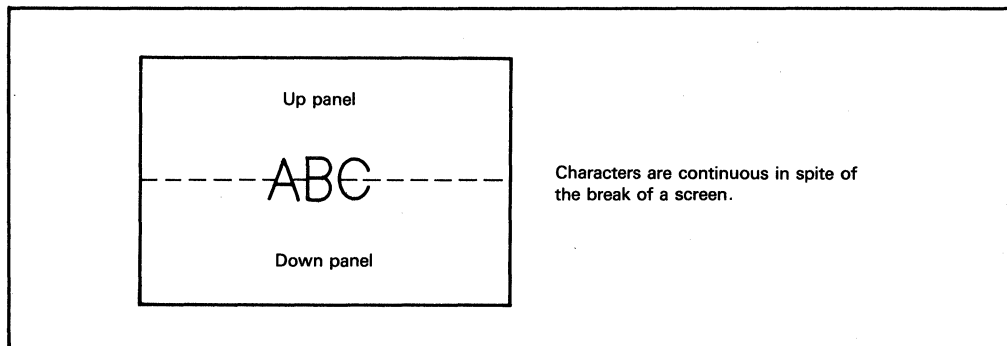 Up panel
ABC
Characters are continuous in spite of
the break of a screen.
Down panel